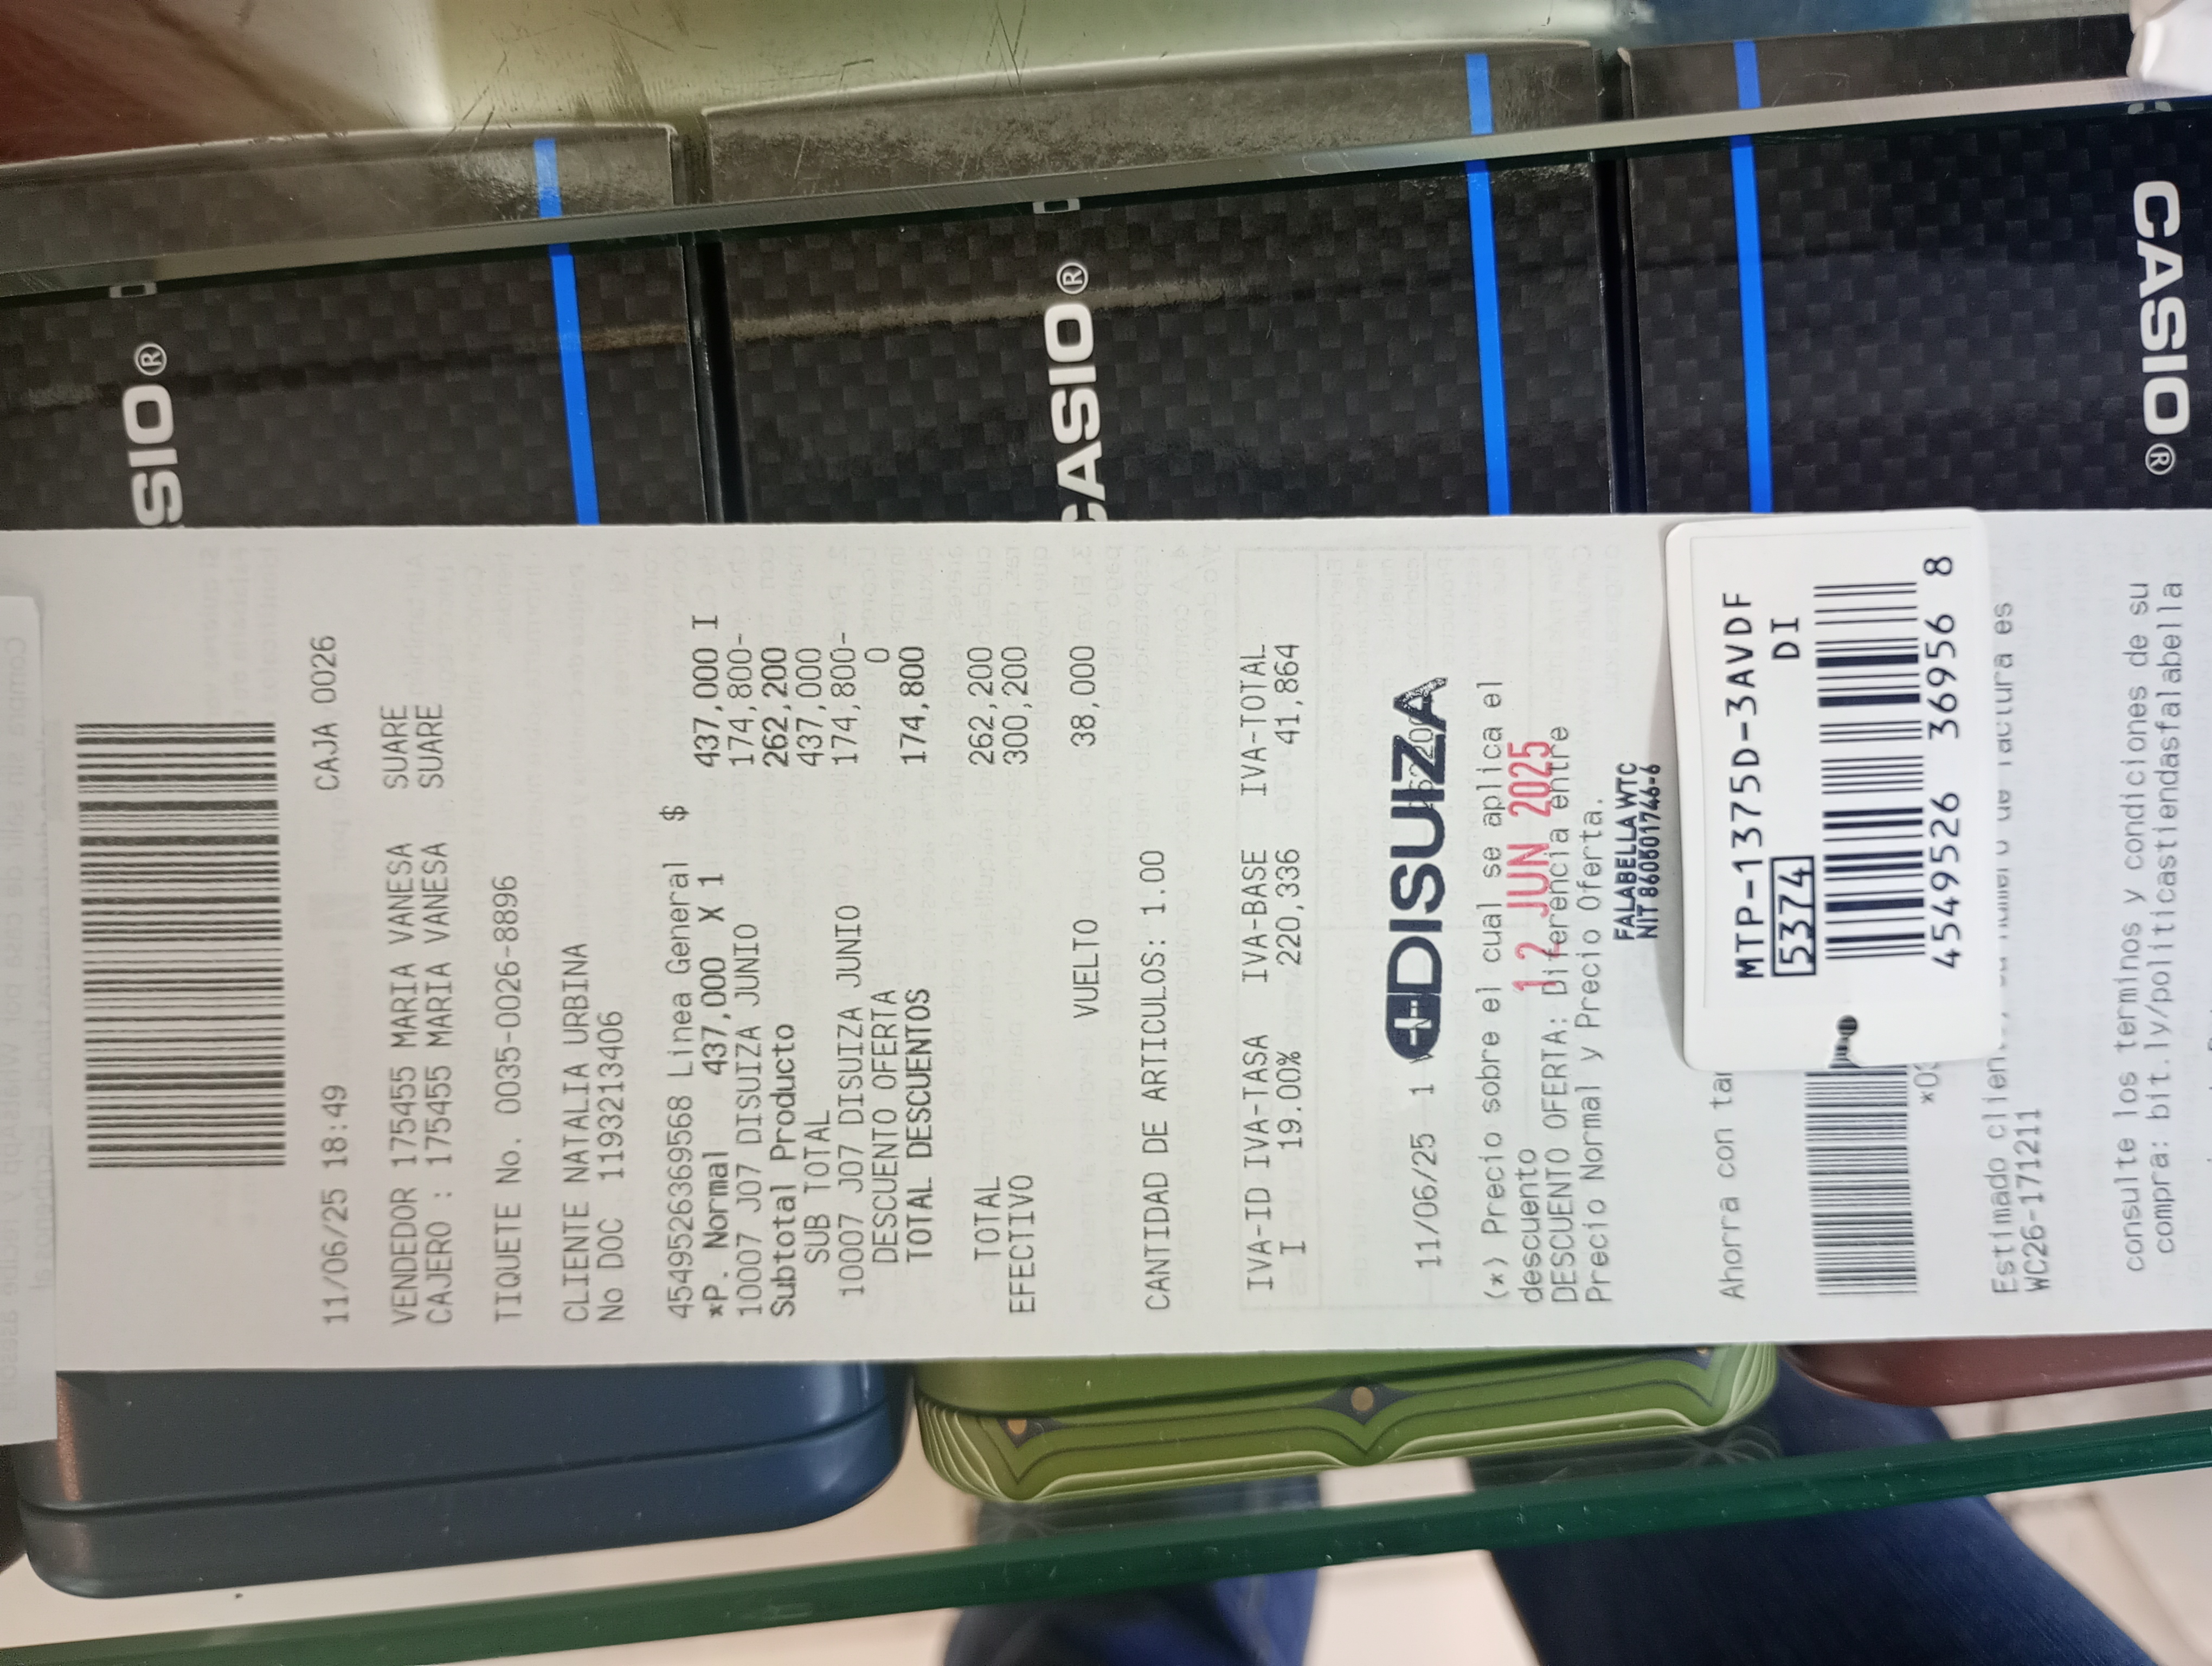 CASIO®
CASIO®
11/06/25 18:49 CAJA 0026
VENDEDOR 175455 MARIA VANESA SUARE
CAJERO : 175455 MARIA VANESA SUARE
TIQUETE No. 0035-0026-8896
CLIENTE NATALIA URBINA
No DOC 1193213406
4549526369568 Linea General $
*P. Normal 437,000 X 1 437,000 I
10007 J07 DISUIZA JUNIO 174,800-
Subtotal Producto 262,200
SUB TOTAL 437,000
10007 J07 DISUIZA JUNIO 174,800-
DESCUENTO OFERTA 0
TOTAL DESCUENTOS 174,800
TOTAL 262,200
EFECTIVO 300,200
VUELTO 38,000
CANTIDAD DE ARTICULOS: 1.00
IVA-ID IVA-TASA IVA-BASE IVA-TOTAL
I 19.00% 220,336 41,864
11/06/25 1
DISUIZA
(*) Precio sobre el cual se aplica el
descuento
12 JUN 2025
DESCUENTO OFERTA: Diferencia entre
Precio Normal y Precio Oferta.
FALABELLA WTC
NIT 860601746-6
Ahorra con
MTP-1375D-3AVDF
5374 DI
4549526 36956 8
Estimado factura es
WC26-171211
consulte los terminos y condiciones de su
compra: bit.ly/politicastiendasfalabella